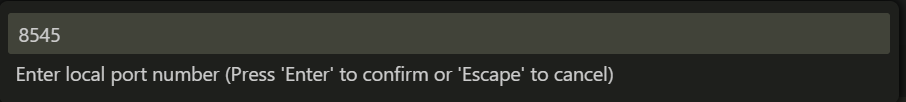 8545
Enter local port number (Press 'Enter' to confirm or 'Escape' to cancel)